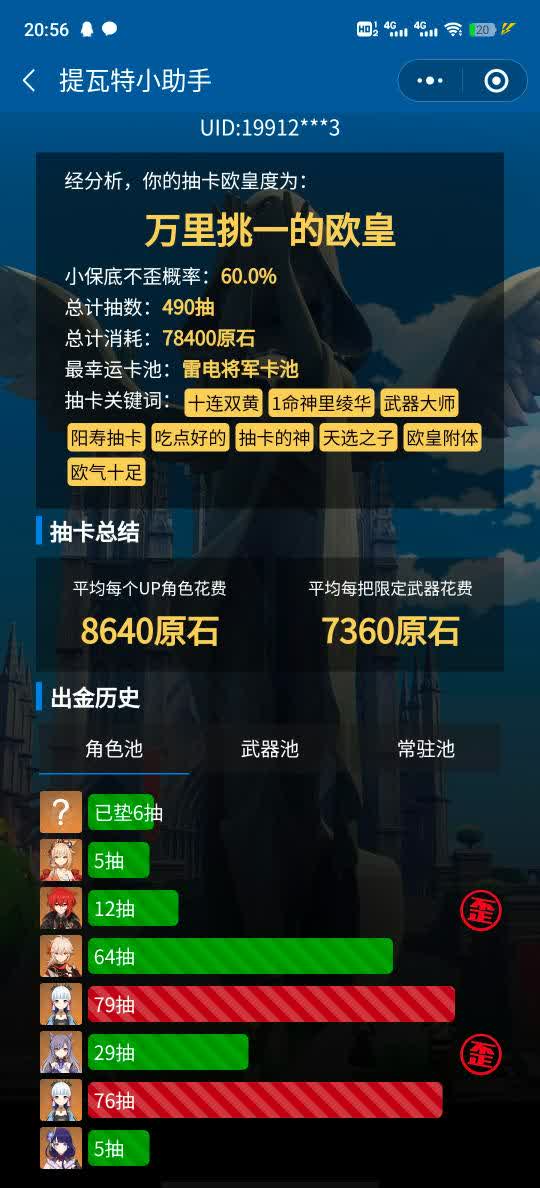 20:56 HD 1 2 4G 4G 20
提瓦特小助手
UID:19912***3
经分析，你的抽卡欧皇度为：
万里挑一的欧皇
小保底不歪概率：60.0%
总计抽数：490抽
总计消耗：78400原石
最幸运卡池：雷电将军卡池
抽卡关键词： 十连双黄 1命神里绫华 武器大师
阳寿抽卡 吃点好的 抽卡的神 天选之子 欧皇附体
欧气十足
抽卡总结
平均每个UP角色花费 平均每把限定武器花费
8640原石 7360原石
出金历史
角色池 武器池 常驻池
? 已垫6抽
5抽
12抽 歪
64抽
79抽
29抽 歪
76抽
5抽